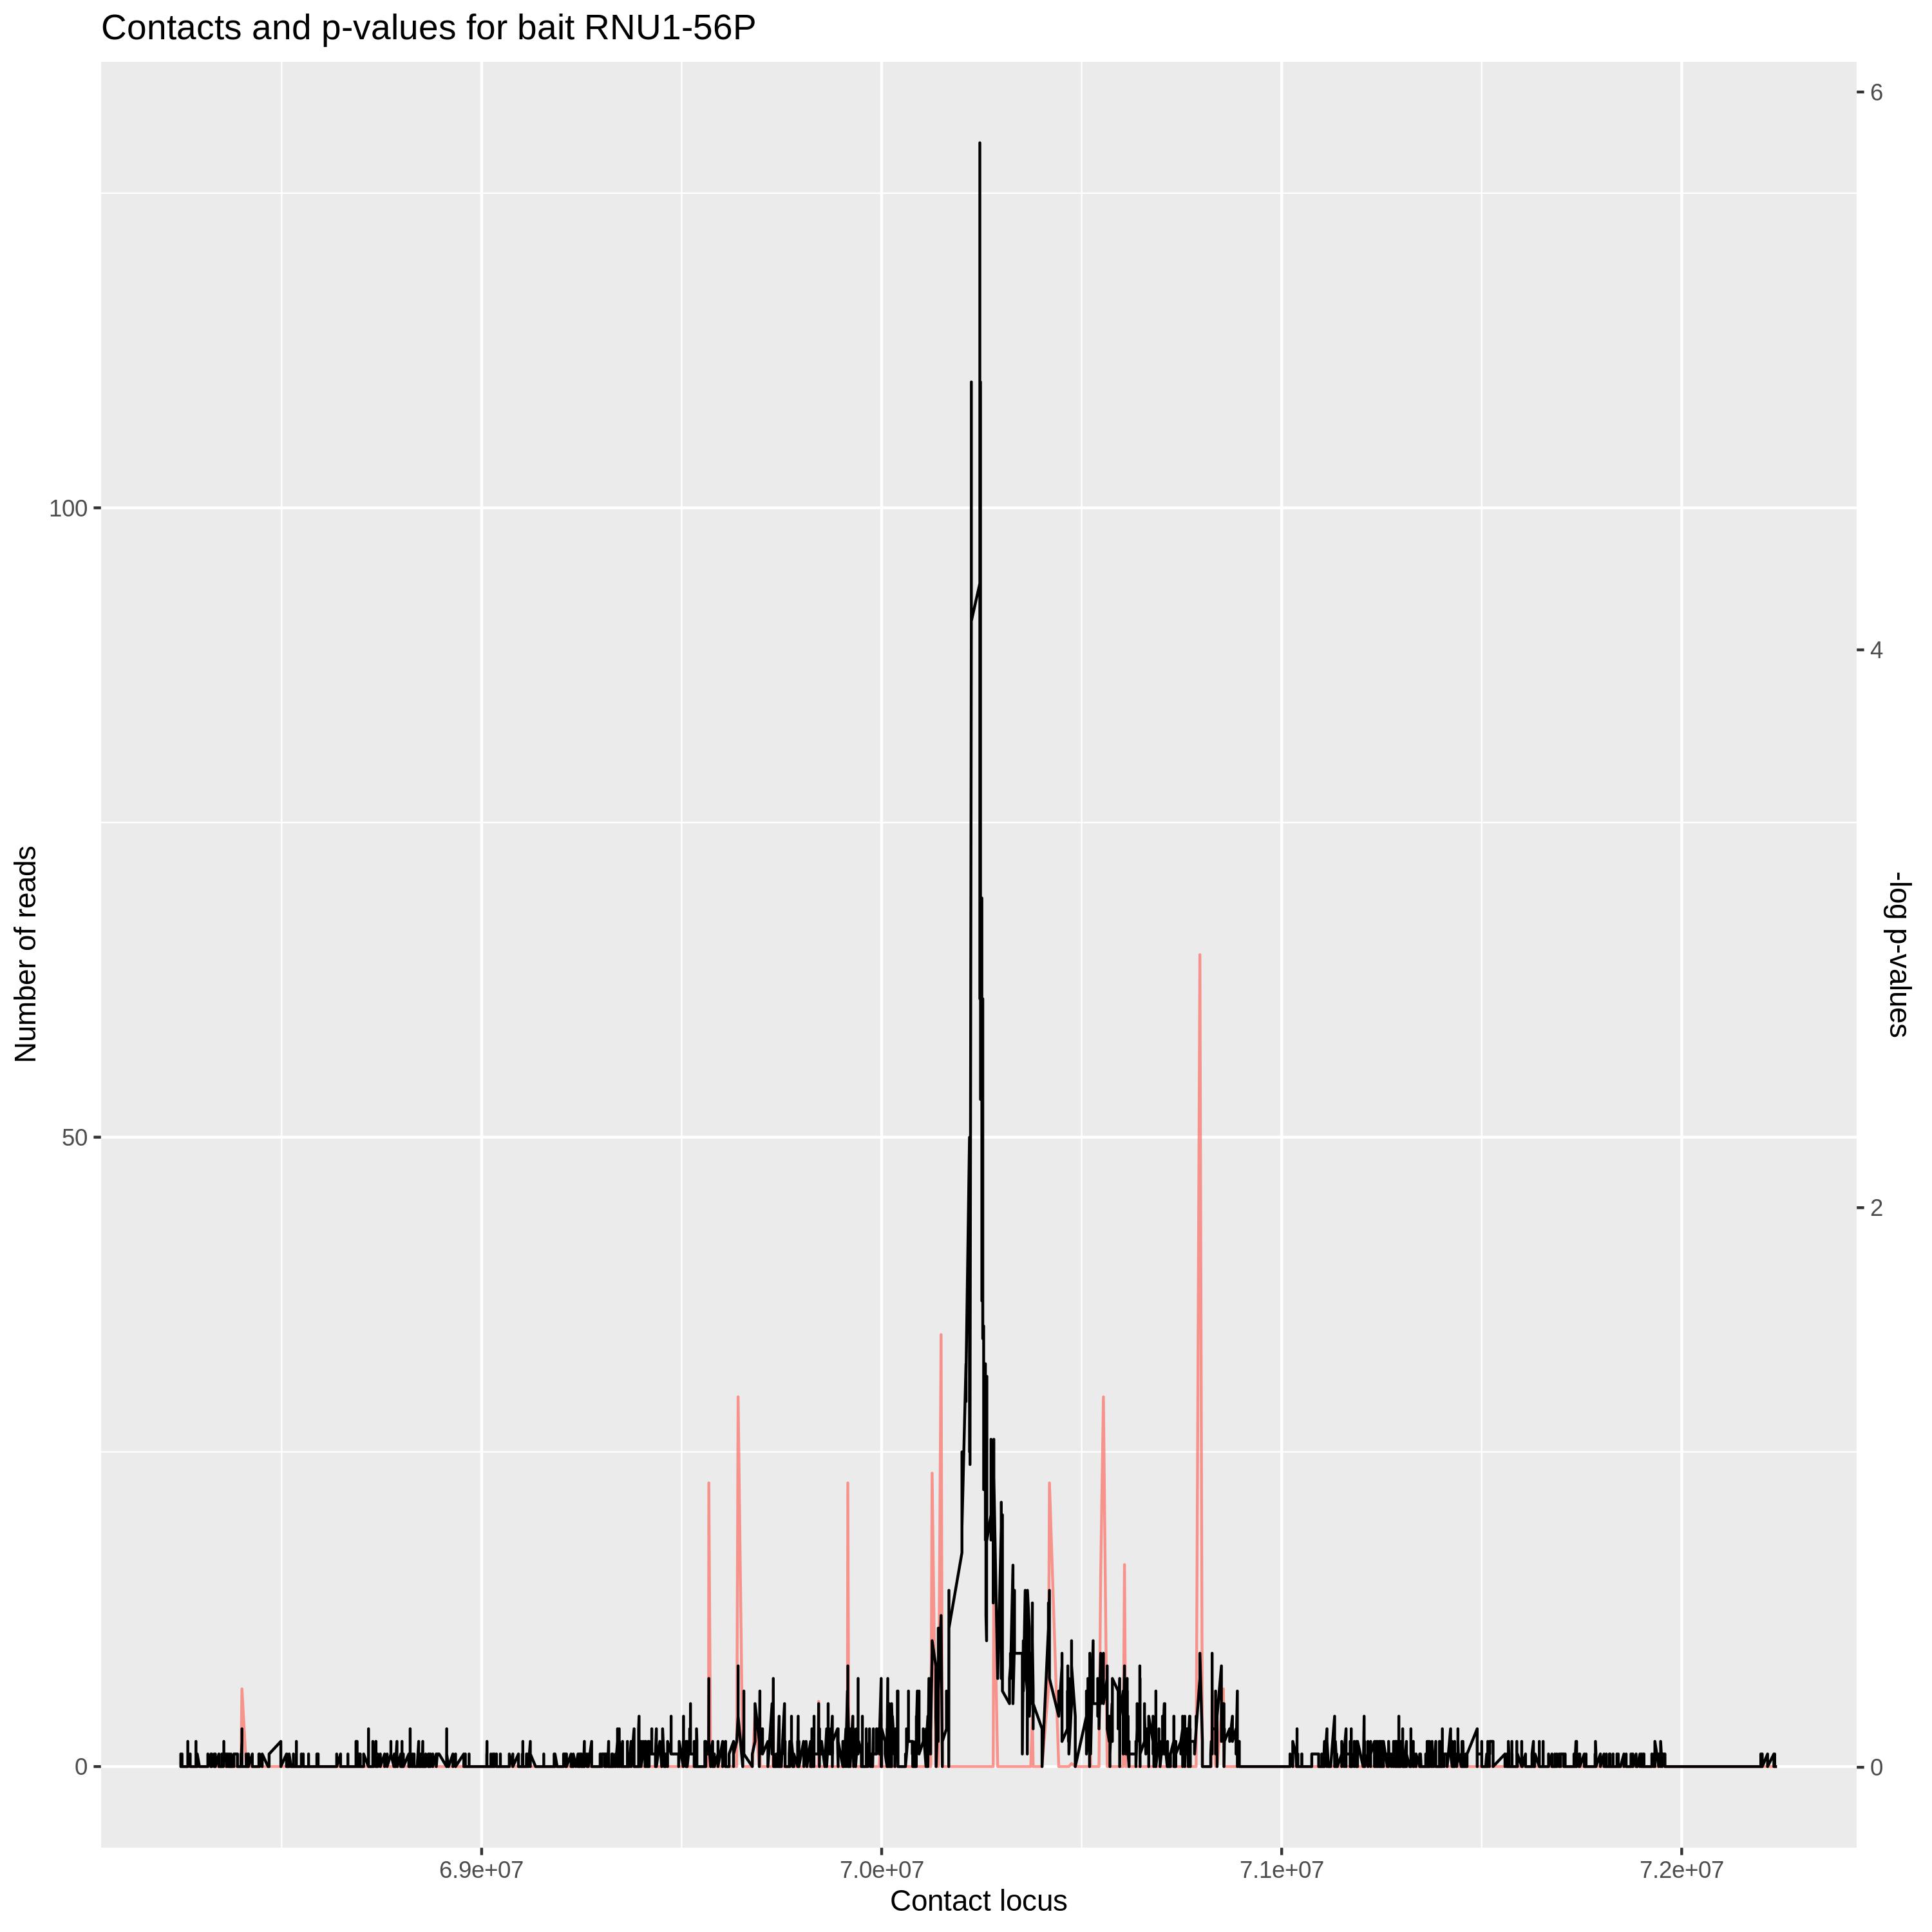 Contacts and p-values for bait RNU1-56P
6
100
4
Number of reads
-log p-values
50
2
0
0
6.9e+07
7.0e+07
7.1e+07
7.2e+07
Contact locus